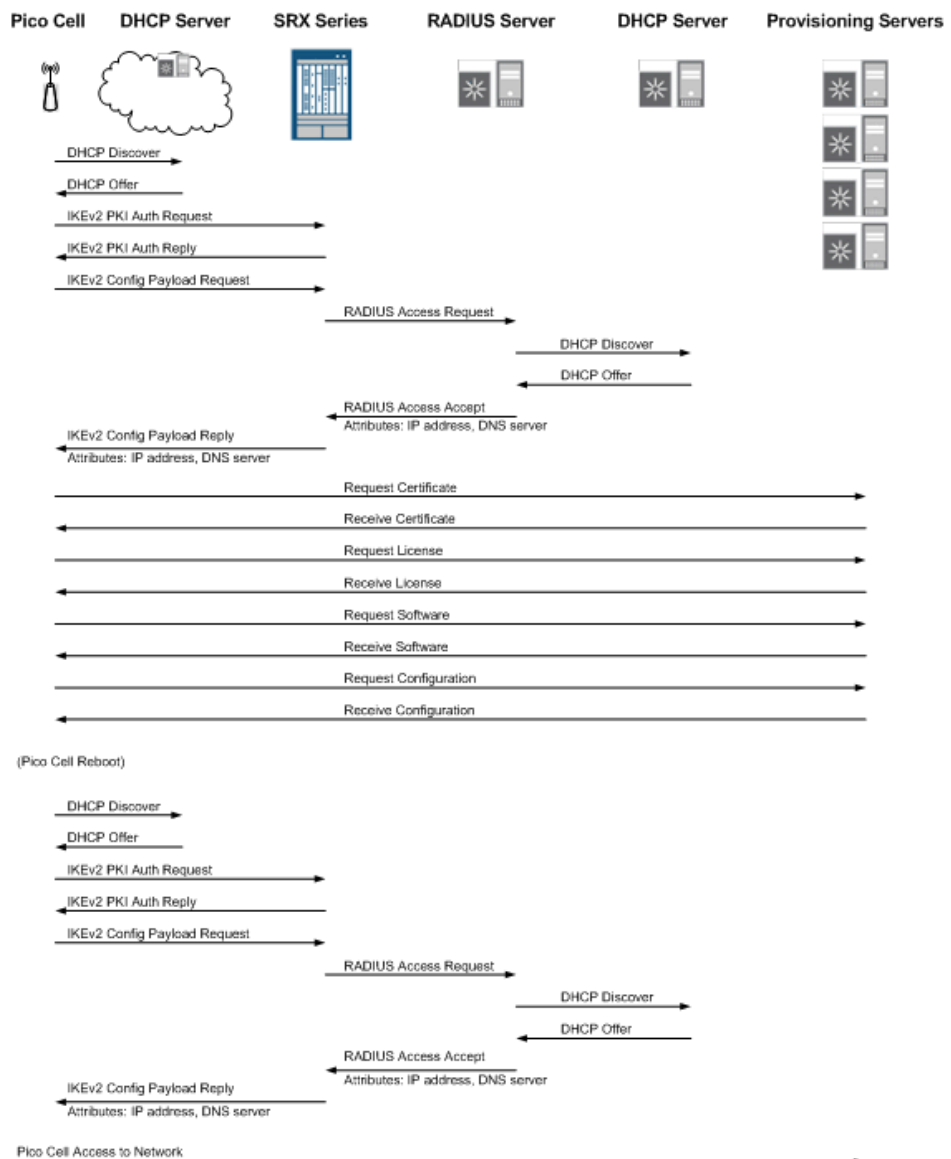 Pico Cell DHCP Server SRX Series RADIUS Server DHCP Server Provisioning Servers
DHCP Discover
DHCP Offer
IKEv2 PKI Auth Request
IKEv2 PKI Auth Reply
IKEv2 Config Payload Request
RADIUS Access Request
DHCP Discover
DHCP Offer
RADIUS Access Accept
Attributes: IP address, DNS server
IKEv2 Config Payload Reply
Attributes: IP address, DNS server
Request Certificate
Receive Certificate
Request License
Receive License
Request Software
Receive Software
Request Configuration
Receive Configuration
(Pico Cell Reboot)
DHCP Discover
DHCP Offer
IKEv2 PKI Auth Request
IKEv2 PKI Auth Reply
IKEv2 Config Payload Request
RADIUS Access Request
DHCP Discover
DHCP Offer
RADIUS Access Accept
Attributes: IP address, DNS server
IKEv2 Config Payload Reply
Attributes: IP address, DNS server
Pico Cell Access to Network